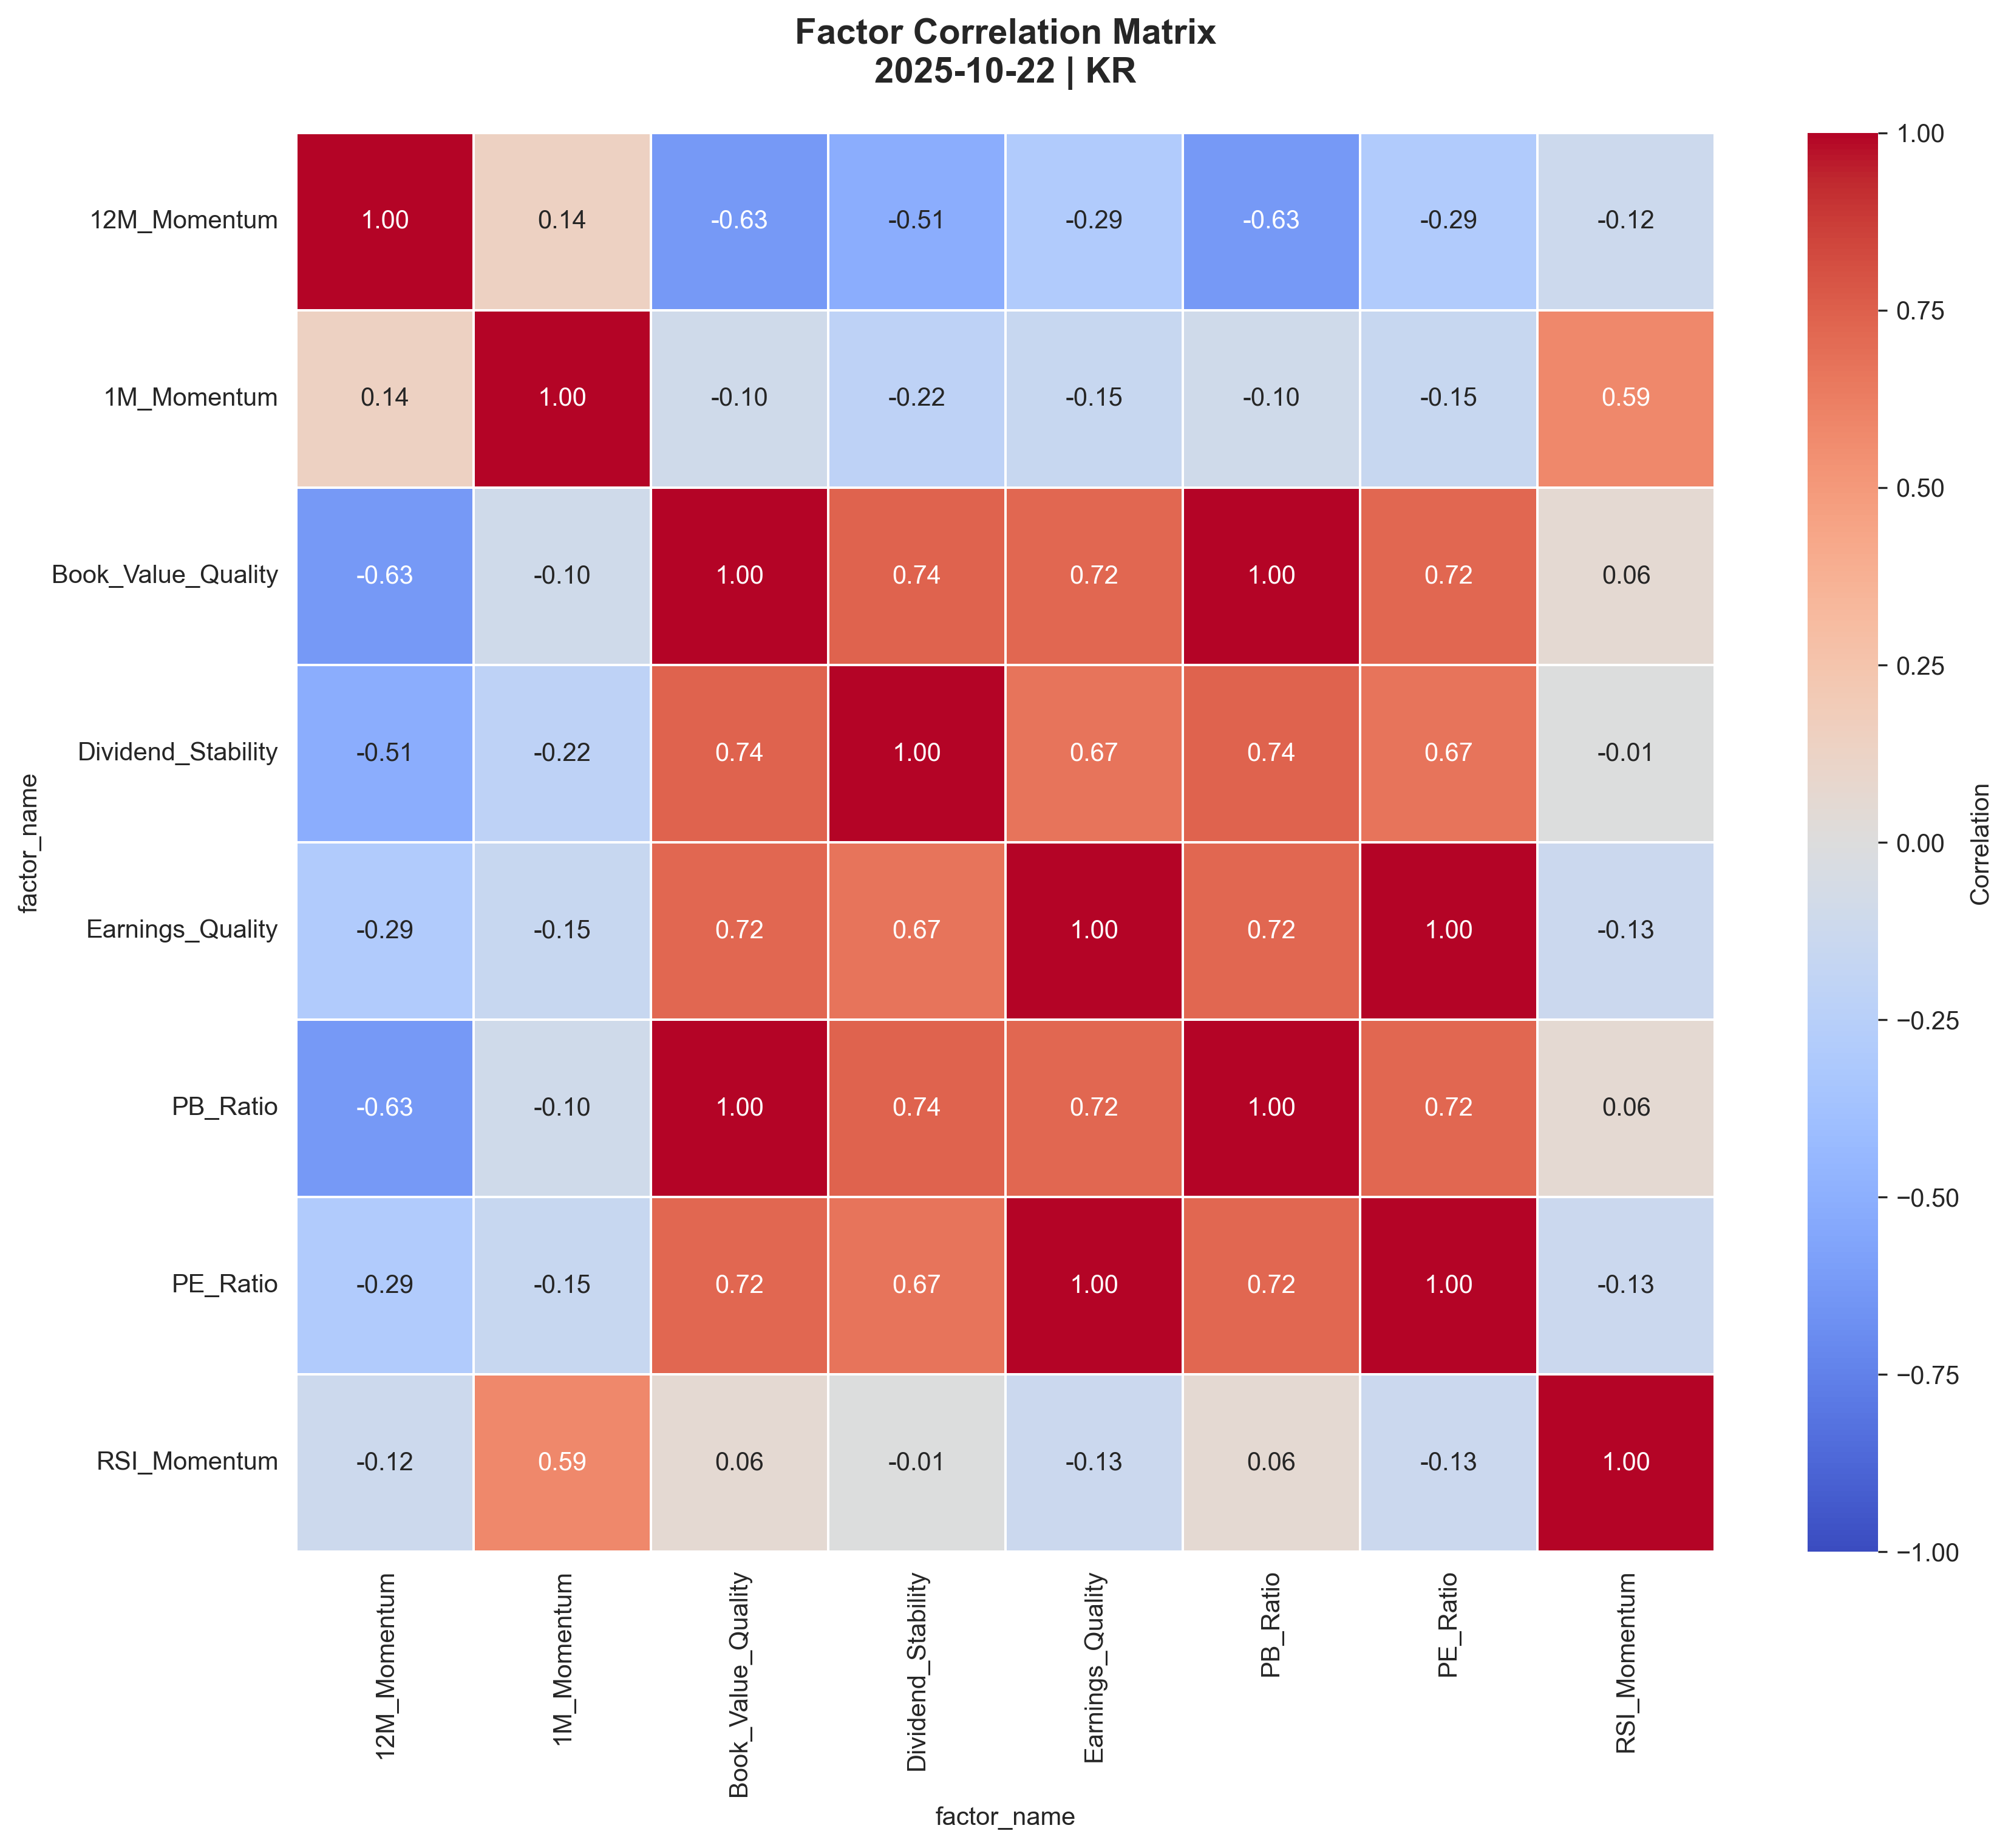 Factor Correlation Matrix
2025-10-22 | KR
12M_Momentum 1.00 0.14 -0.63 -0.51 -0.29 -0.63 -0.29 -0.12
1M_Momentum 0.14 1.00 -0.10 -0.22 -0.15 -0.10 -0.15 0.59
Book_Value_Quality -0.63 -0.10 1.00 0.74 0.72 1.00 0.72 0.06
Dividend_Stability -0.51 -0.22 0.74 1.00 0.67 0.74 0.67 -0.01
Earnings_Quality -0.29 -0.15 0.72 0.67 1.00 0.72 1.00 -0.13
PB_Ratio -0.63 -0.10 1.00 0.74 0.72 1.00 0.72 0.06
PE_Ratio -0.29 -0.15 0.72 0.67 1.00 0.72 1.00 -0.13
RSI_Momentum -0.12 0.59 0.06 -0.01 -0.13 0.06 -0.13 1.00
factor_name
12M_Momentum
1M_Momentum
Book_Value_Quality
Dividend_Stability
Earnings_Quality
PB_Ratio
PE_Ratio
RSI_Momentum
factor_name
1.00
0.75
0.50
0.25
0.00
−0.25
−0.50
−0.75
−1.00
Correlation